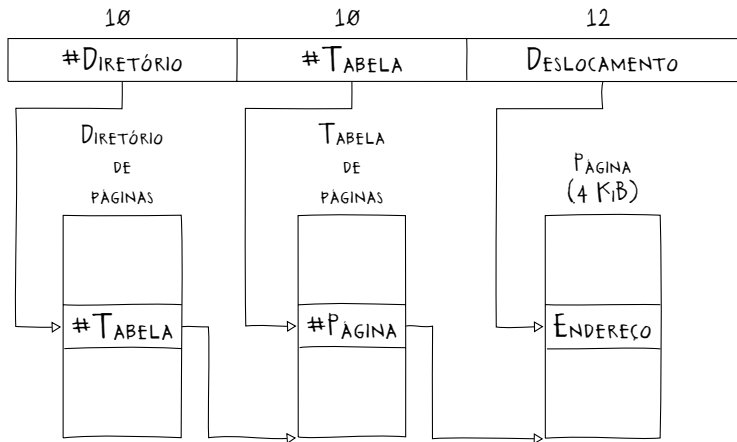 10 10 12
#Diretório #Tabela Deslocamento
Diretório
de
páginas
Tabela
de
páginas
Página
(4 KiB)
#Tabela
#Página
Endereço